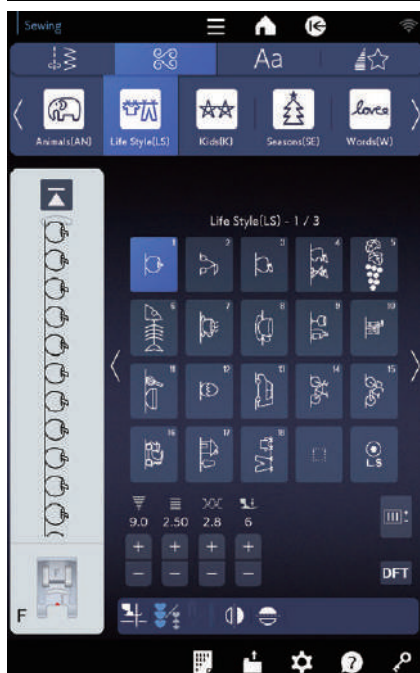 Sewing
Aa
Animals(AN) Life Style(LS) Kids(K) Seasons(SE) Words(W)
love
Life Style(LS) - 1 / 3
1 2 3 4 5
6 7 8 9 10
11 12 13 14 15
16 17 18 LS
9.0 2.50 2.8 6
+ + + +
- - - -
DFT
F
?